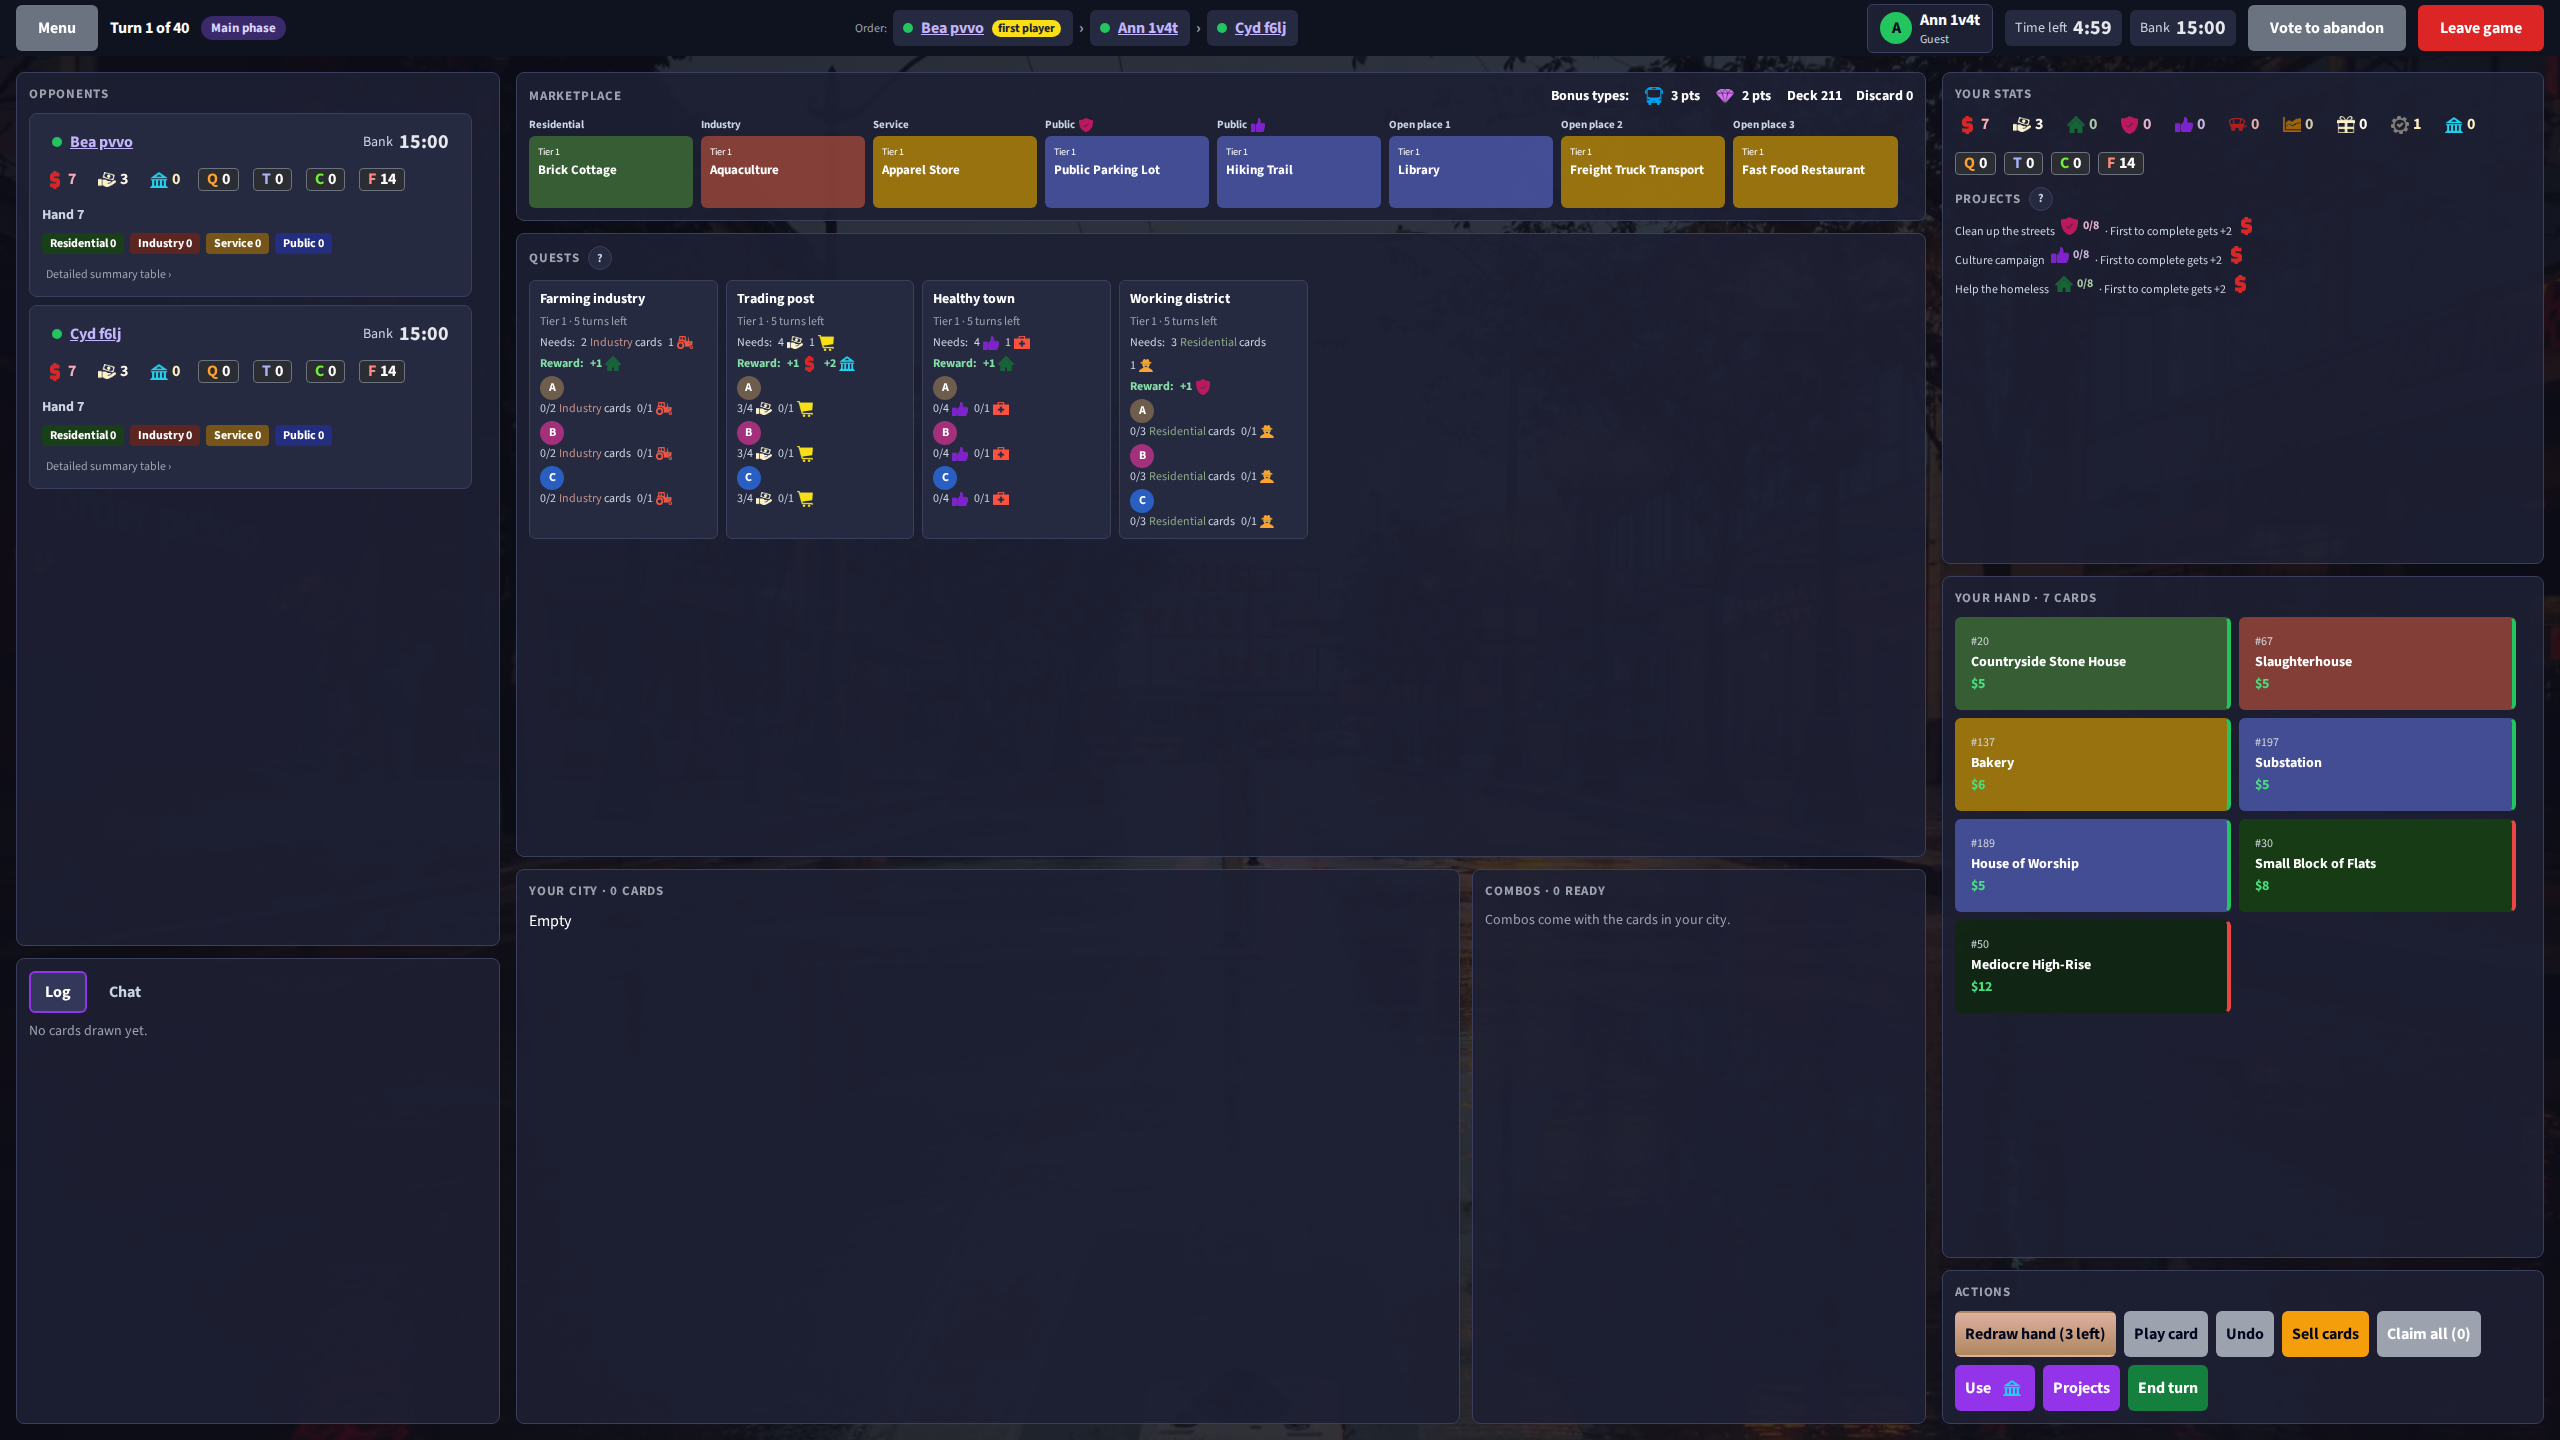 Menu
Turn 1 of 40
Main phase
Order: Bea pvvo first player › Ann 1v4t › Cyd f6lj
A
Ann 1v4t
Guest
Time left 4:59
Bank 15:00
Vote to abandon
Leave game
OPPONENTS
Bea pvvo
Bank 15:00
7 3 0 Q 0 T 0 C 0 F 14
Hand 7
Residential 0 Industry 0 Service 0 Public 0
Detailed summary table ›
Cyd f6lj
Bank 15:00
7 3 0 Q 0 T 0 C 0 F 14
Hand 7
Residential 0 Industry 0 Service 0 Public 0
Detailed summary table ›
Log
Chat
No cards drawn yet.
MARKETPLACE
Bonus types: 3 pts 2 pts Deck 211 Discard 0
Residential
Tier 1
Brick Cottage
Industry
Tier 1
Aquaculture
Service
Tier 1
Apparel Store
Public
Tier 1
Public Parking Lot
Public
Tier 1
Hiking Trail
Open place 1
Tier 1
Library
Open place 2
Tier 1
Freight Truck Transport
Open place 3
Tier 1
Fast Food Restaurant
QUESTS ?
Farming industry
Tier 1 · 5 turns left
Needs: 2 Industry cards 1
Reward: +1
A
0/2 Industry cards 0/1
B
0/2 Industry cards 0/1
C
0/2 Industry cards 0/1
Trading post
Tier 1 · 5 turns left
Needs: 4 1
Reward: +1 +2
A
3/4 0/1
B
3/4 0/1
C
3/4 0/1
Healthy town
Tier 1 · 5 turns left
Needs: 4 1
Reward: +1
A
0/4 0/1
B
0/4 0/1
C
0/4 0/1
Working district
Tier 1 · 5 turns left
Needs: 3 Residential cards
1
Reward: +1
A
0/3 Residential cards 0/1
B
0/3 Residential cards 0/1
C
0/3 Residential cards 0/1
YOUR CITY · 0 CARDS
Empty
COMBOS · 0 READY
Combos come with the cards in your city.
YOUR STATS
7 3 0 0 0 0 0 0 1 0
Q 0 T 0 C 0 F 14
PROJECTS ?
Clean up the streets 0/8 · First to complete gets +2
Culture campaign 0/8 · First to complete gets +2
Help the homeless 0/8 · First to complete gets +2
YOUR HAND · 7 CARDS
#20
Countryside Stone House
$5
#67
Slaughterhouse
$5
#137
Bakery
$6
#197
Substation
$5
#189
House of Worship
$5
#30
Small Block of Flats
$8
#50
Mediocre High-Rise
$12
ACTIONS
Redraw hand (3 left)
Play card
Undo
Sell cards
Claim all (0)
Use
Projects
End turn